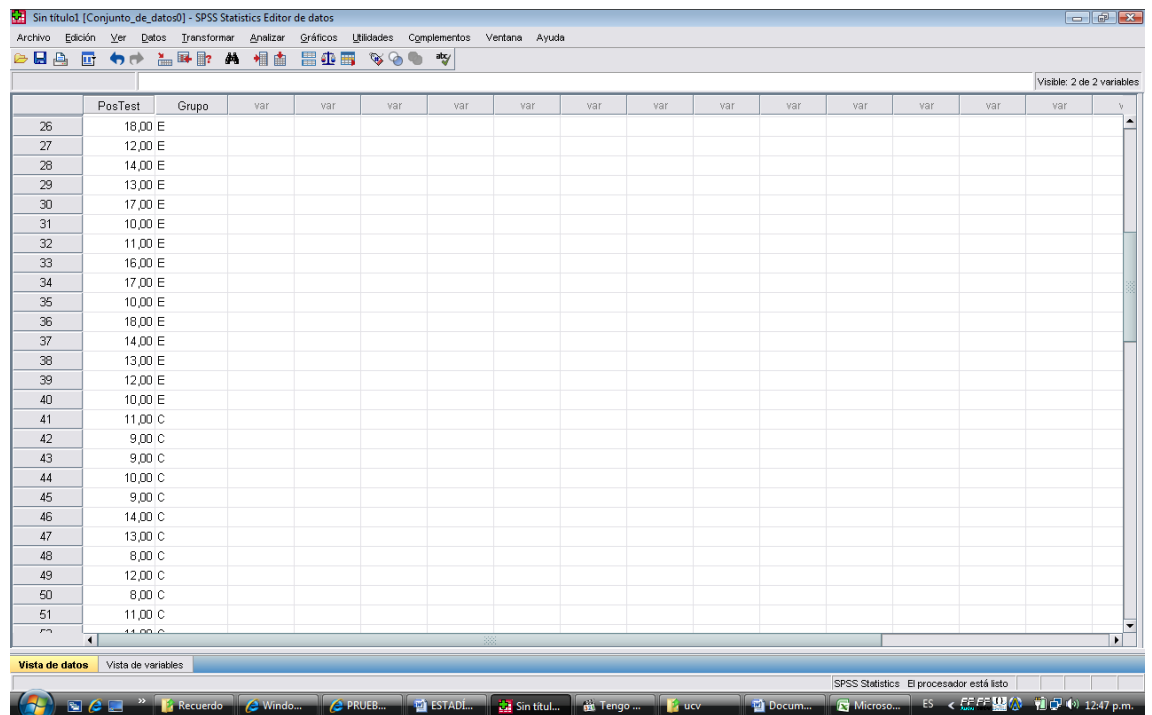 Sin título1 [Conjunto_de_datos0] - SPSS Statistics Editor de datos
Archivo Edición Ver Datos Transformar Analizar Gráficos Utilidades Complementos Ventana Ayuda
Visible: 2 de 2 variables
PosTest Grupo var var var var var var var var var var var var var v
26 18,00 E
27 12,00 E
28 14,00 E
29 13,00 E
30 17,00 E
31 10,00 E
32 11,00 E
33 16,00 E
34 17,00 E
35 10,00 E
36 18,00 E
37 14,00 E
38 13,00 E
39 12,00 E
40 10,00 E
41 11,00 C
42 9,00 C
43 9,00 C
44 10,00 C
45 9,00 C
46 14,00 C
47 13,00 C
48 8,00 C
49 12,00 C
50 8,00 C
51 11,00 C
Vista de datos Vista de variables
SPSS Statistics El procesador está listo
Recuerdo Windo... PRUEB... ESTADÍ... Sin títul... Tengo ... ucv Docum... Microso... ES 12:47 p.m.